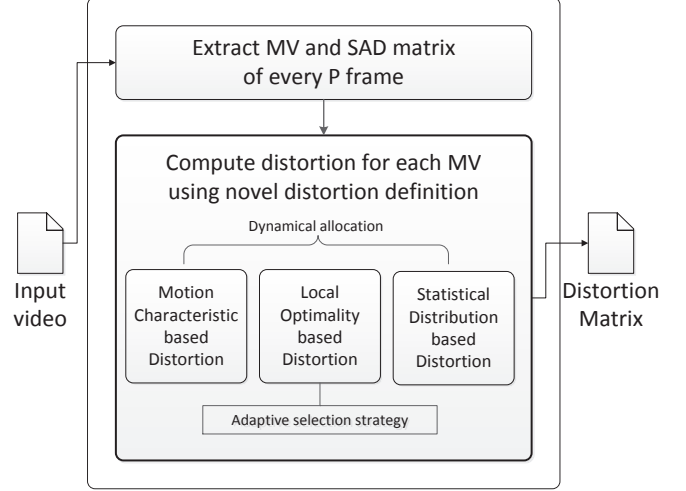 Extract MV and SAD matrix
of every P frame
Compute distortion for each MV
using novel distortion definition
Dynamical allocation
Input
video
Motion
Characteristic
based
Distortion
Local
Optimality
based
Distortion
Statistical
Distribution
based
Distortion
Distortion
Matrix
Adaptive selection strategy